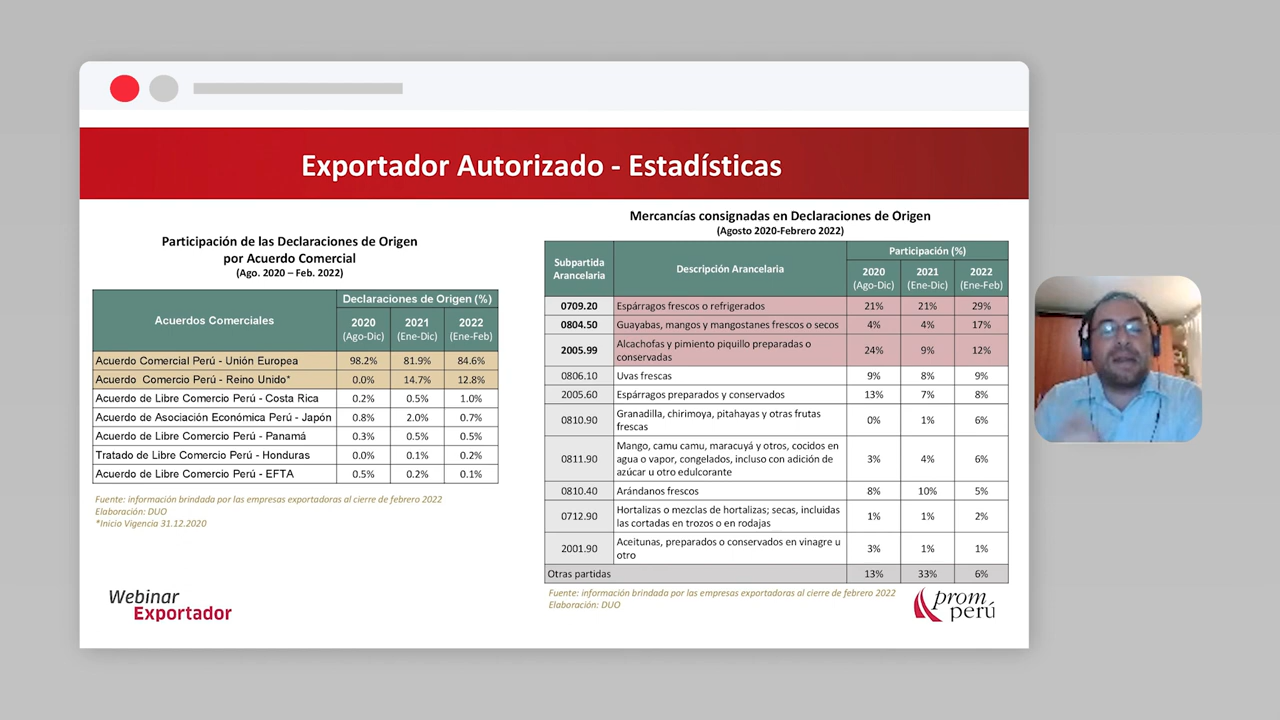 Exportador Autorizado - Estadísticas
Participación de las Declaraciones de Origen
por Acuerdo Comercial
(Ago. 2020 – Feb. 2022)
Acuerdos Comerciales
Declaraciones de Origen (%)
2020 2021 2022
(Ago-Dic) (Ene-Dic) (Ene-Feb)
Acuerdo Comercial Perú - Unión Europea 98.2% 81.9% 84.6%
Acuerdo Comercio Perú - Reino Unido* 0.0% 14.7% 12.8%
Acuerdo de Libre Comercio Perú - Costa Rica 0.2% 0.5% 1.0%
Acuerdo de Asociación Económica Perú - Japón 0.8% 2.0% 0.7%
Acuerdo de Libre Comercio Perú - Panamá 0.3% 0.5% 0.5%
Tratado de Libre Comercio Perú - Honduras 0.0% 0.1% 0.2%
Acuerdo de Libre Comercio Perú - EFTA 0.5% 0.2% 0.1%
Fuente: información brindada por las empresas exportadoras al cierre de febrero 2022
Elaboración: DUO
*Inicio Vigencia 31.12.2020
Mercancías consignadas en Declaraciones de Origen
(Agosto 2020-Febrero 2022)
Subpartida
Arancelaria
Descripción Arancelaria
Participación (%)
2020 2021 2022
(Ago-Dic) (Ene-Dic) (Ene-Feb)
0709.20 Espárragos frescos o refrigerados 21% 21% 29%
0804.50 Guayabas, mangos y mangostanes frescos o secos 4% 4% 17%
2005.99 Alcachofas y pimiento piquillo preparadas o
conservadas 24% 9% 12%
0806.10 Uvas frescas 9% 8% 9%
2005.60 Espárragos preparados y conservados 13% 7% 8%
0810.90 Granadilla, chirimoya, pitahayas y otras frutas
frescas 0% 1% 6%
0811.90 Mango, camu camu, maracuyá y otros, cocidos en
agua o vapor, congelados, incluso con adición de
azúcar u otro edulcorante 3% 4% 6%
0810.40 Arándanos frescos 8% 10% 5%
0712.90 Hortalizas o mezclas de hortalizas; secas, incluidas
las cortadas en trozos o en rodajas 1% 1% 2%
2001.90 Aceitunas, preparados o conservados en vinagre u
otro 3% 1% 1%
Otras partidas 13% 33% 6%
Fuente: información brindada por las empresas exportadoras al cierre de febrero 2022
Elaboración: DUO
Webinar
Exportador
prom
perú